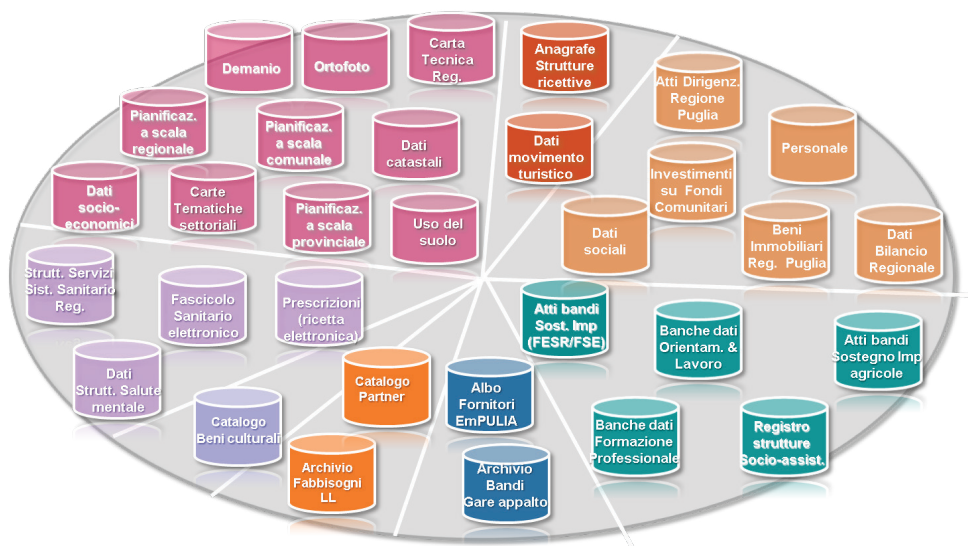 Demanio
Ortofoto
Carta
Tecnica
Reg.
Anagrafe
Strutture
ricettive
Atti Dirigenz.
Regione
Puglia
Pianificaz.
a scala
regionale
Pianificaz.
a scala
comunale
Dati
catastali
Dati
movimento
turistico
Personale
Investimenti
su Fondi
Comunitari
Dati
socio-
economici
Carte
Tematiche
settoriali
Pianificaz.
a scala
provinciale
Uso del
suolo
Dati
sociali
Beni
Immobiliari
Reg. Puglia
Dati
Bilancio
Regionale
Strutt. Servizi
Sist. Sanitario
Reg.
Fascicolo
Sanitario
elettronico
Prescrizioni
(ricetta
elettronica)
Atti bandi
Sost. Imp
(FESR/FSE)
Banche dati
Orientam. &
Lavoro
Atti bandi
Sostegno Imp
agricole
Dati
Strutt. Salute
mentale
Catalogo
Partner
Albo
Fornitori
EmPULIA
Catalogo
Beni culturali
Banche dati
Formazione
Professionale
Registro
strutture
Socio-assist.
Archivio
Fabbisogni
LL
Archivio
Bandi
Gare appalto